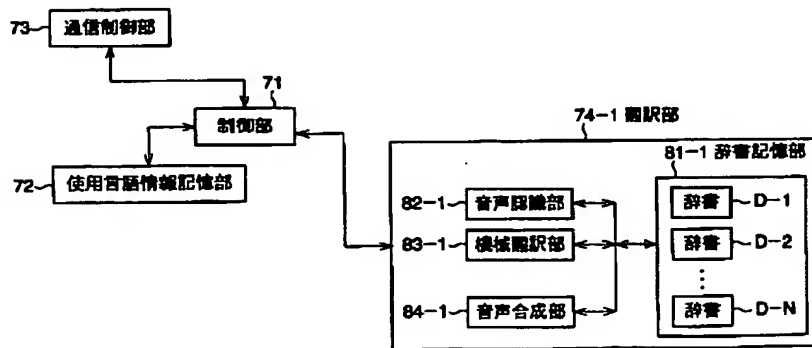 73 通信制御部
71
制御部
74-1 翻訳部
81-1 辞書記憶部
72 使用言語情報記憶部
82-1 音声認識部
辞書 D-1
83-1 機械翻訳部
辞書 D-2
⋮
84-1 音声合成部
辞書 D-N